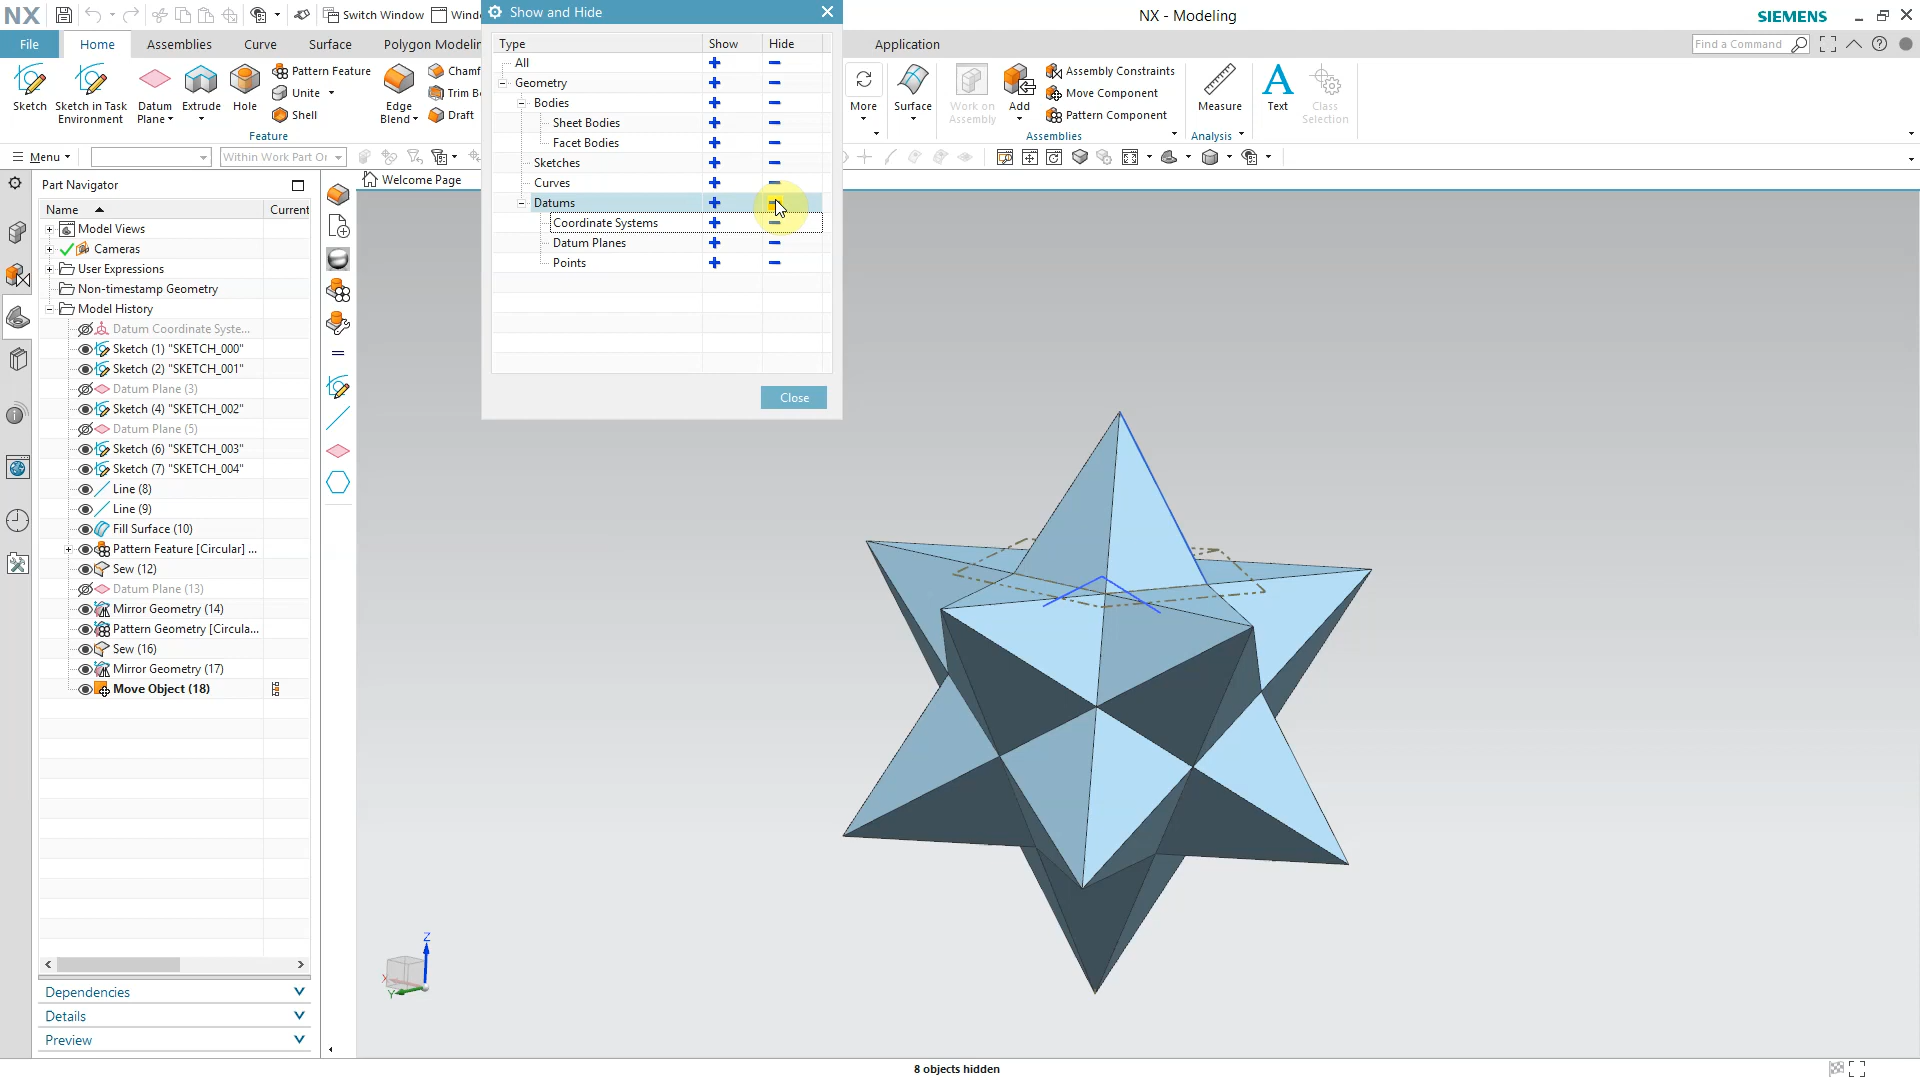 NX
Switch Window
Wind
Show and Hide
NX - Modeling
SIEMENS
File
Home
Assemblies
Curve
Surface
Polygon Modelin
Application
Find a Command
Sketch
Sketch in Task
Environment
Datum
Plane
Extrude
Hole
Pattern Feature
Unite
Shell
Edge
Blend
Chamf
Trim B
Draft
Feature
More
Surface
Work on
Assembly
Add
Assembly Constraints
Move Component
Pattern Component
Assemblies
Measure
Analysis
Text
Class
Selection
Menu
Within Work Part Or
Type
Show
Hide
All
Geometry
Bodies
Sheet Bodies
Facet Bodies
Sketches
Curves
Datums
Coordinate Systems
Datum Planes
Points
Close
Part Navigator
Welcome Page
Name
Current
Model Views
Cameras
User Expressions
Non-timestamp Geometry
Model History
Datum Coordinate Syste...
Sketch (1) "SKETCH_000"
Sketch (2) "SKETCH_001"
Datum Plane (3)
Sketch (4) "SKETCH_002"
Datum Plane (5)
Sketch (6) "SKETCH_003"
Sketch (7) "SKETCH_004"
Line (8)
Line (9)
Fill Surface (10)
Pattern Feature [Circular] ...
Sew (12)
Datum Plane (13)
Mirror Geometry (14)
Pattern Geometry [Circula...
Sew (16)
Mirror Geometry (17)
Move Object (18)
Dependencies
Details
Preview
Z
X
Y
8 objects hidden